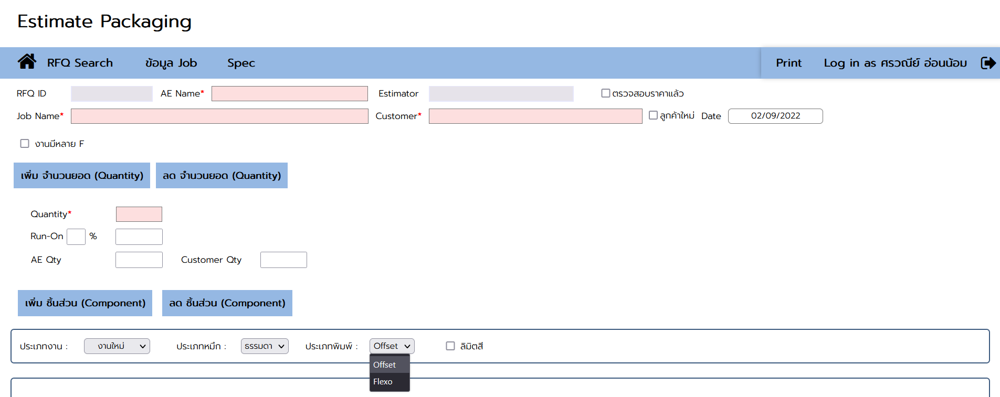 Estimate Packaging
RFQ Search ข้อมูล Job Spec Print Log in as ศรวณีย์ อ่อนน้อม
RFQ ID AE Name* Estimator ตรวจสอบราคาแล้ว
Job Name* Customer* ลูกค้าใหม่ Date 02/09/2022
งานมีหลาย F
เพิ่ม จำนวนยอด (Quantity) ลด จำนวนยอด (Quantity)
Quantity*
Run-On %
AE Qty Customer Qty
เพิ่ม ชิ้นส่วน (Component) ลด ชิ้นส่วน (Component)
ประเภทงาน : งานใหม่ ประเภทหมึก : ธรรมดา ประเภทพิมพ์ : Offset ลิมิตสี
Offset
Flexo